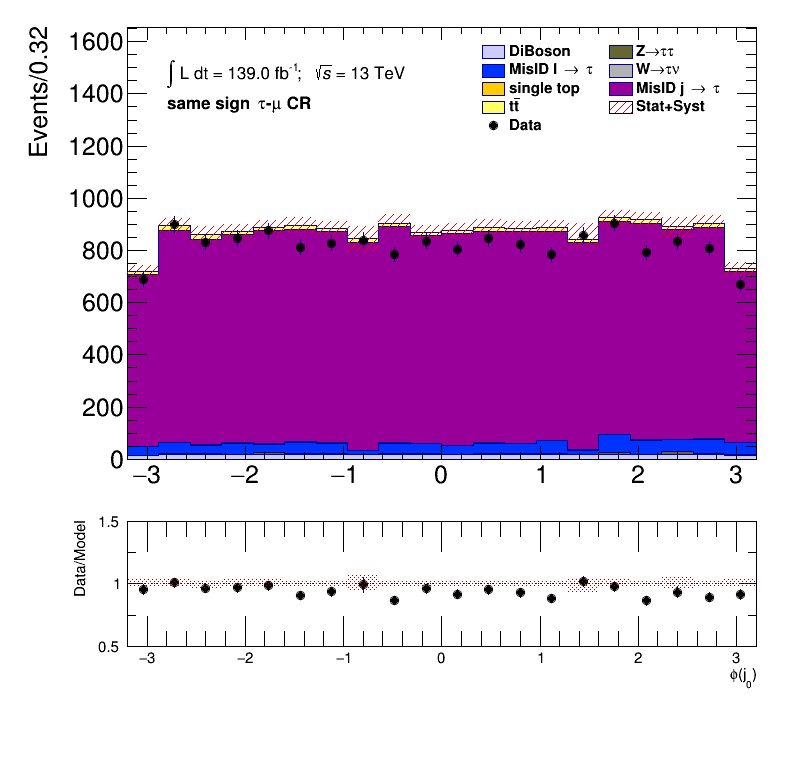 Events/0.32
1600
1400
1200
1000
800
600
400
200
0
∫ L dt = 139.0 fb⁻¹; √s = 13 TeV
same sign τ-μ CR
DiBoson
MisID l → τ
single top
tt̄
Data
Z→ττ
W→τν
MisID j → τ
Stat+Syst
−3 −2 −1 0 1 2 3
Data/Model
1.5
1
0.5
−3 −2 −1 0 1 2 3
ϕ(j₀)